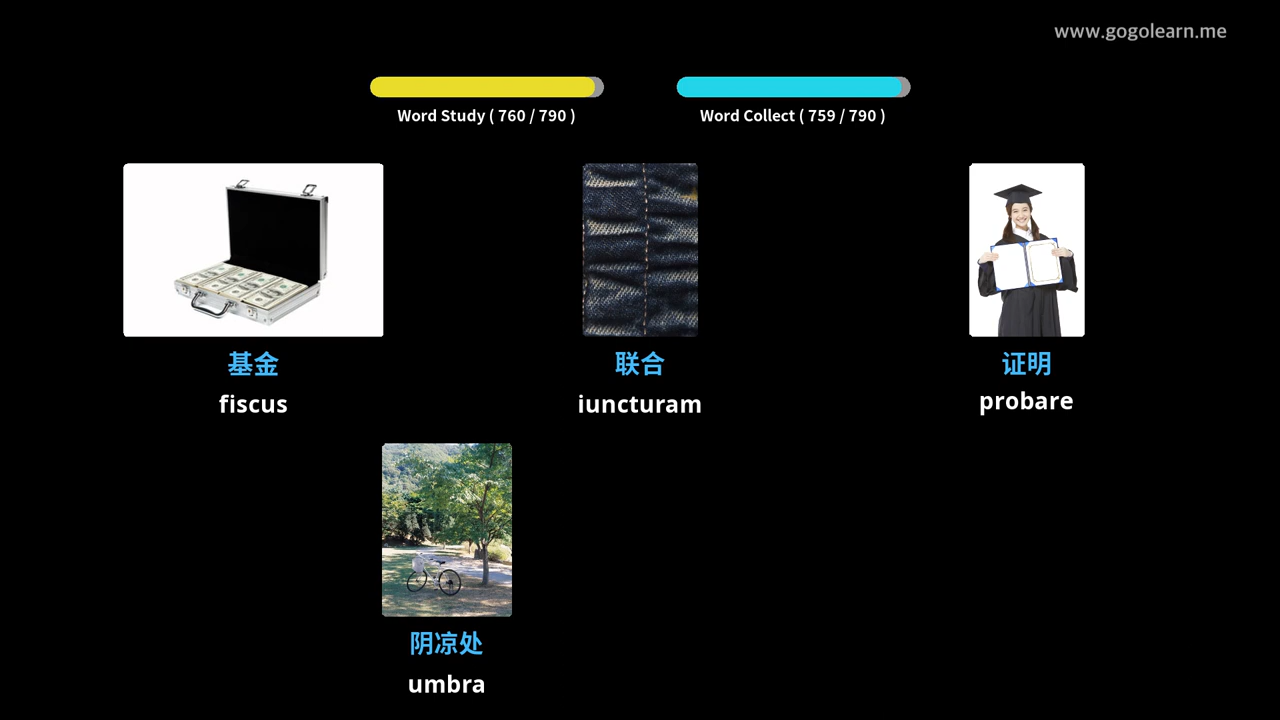 www.gogolearn.me
Word Study ( 760 / 790 )
Word Collect ( 759 / 790 )
基金
fiscus
联合
iuncturam
证明
probare
阴凉处
umbra